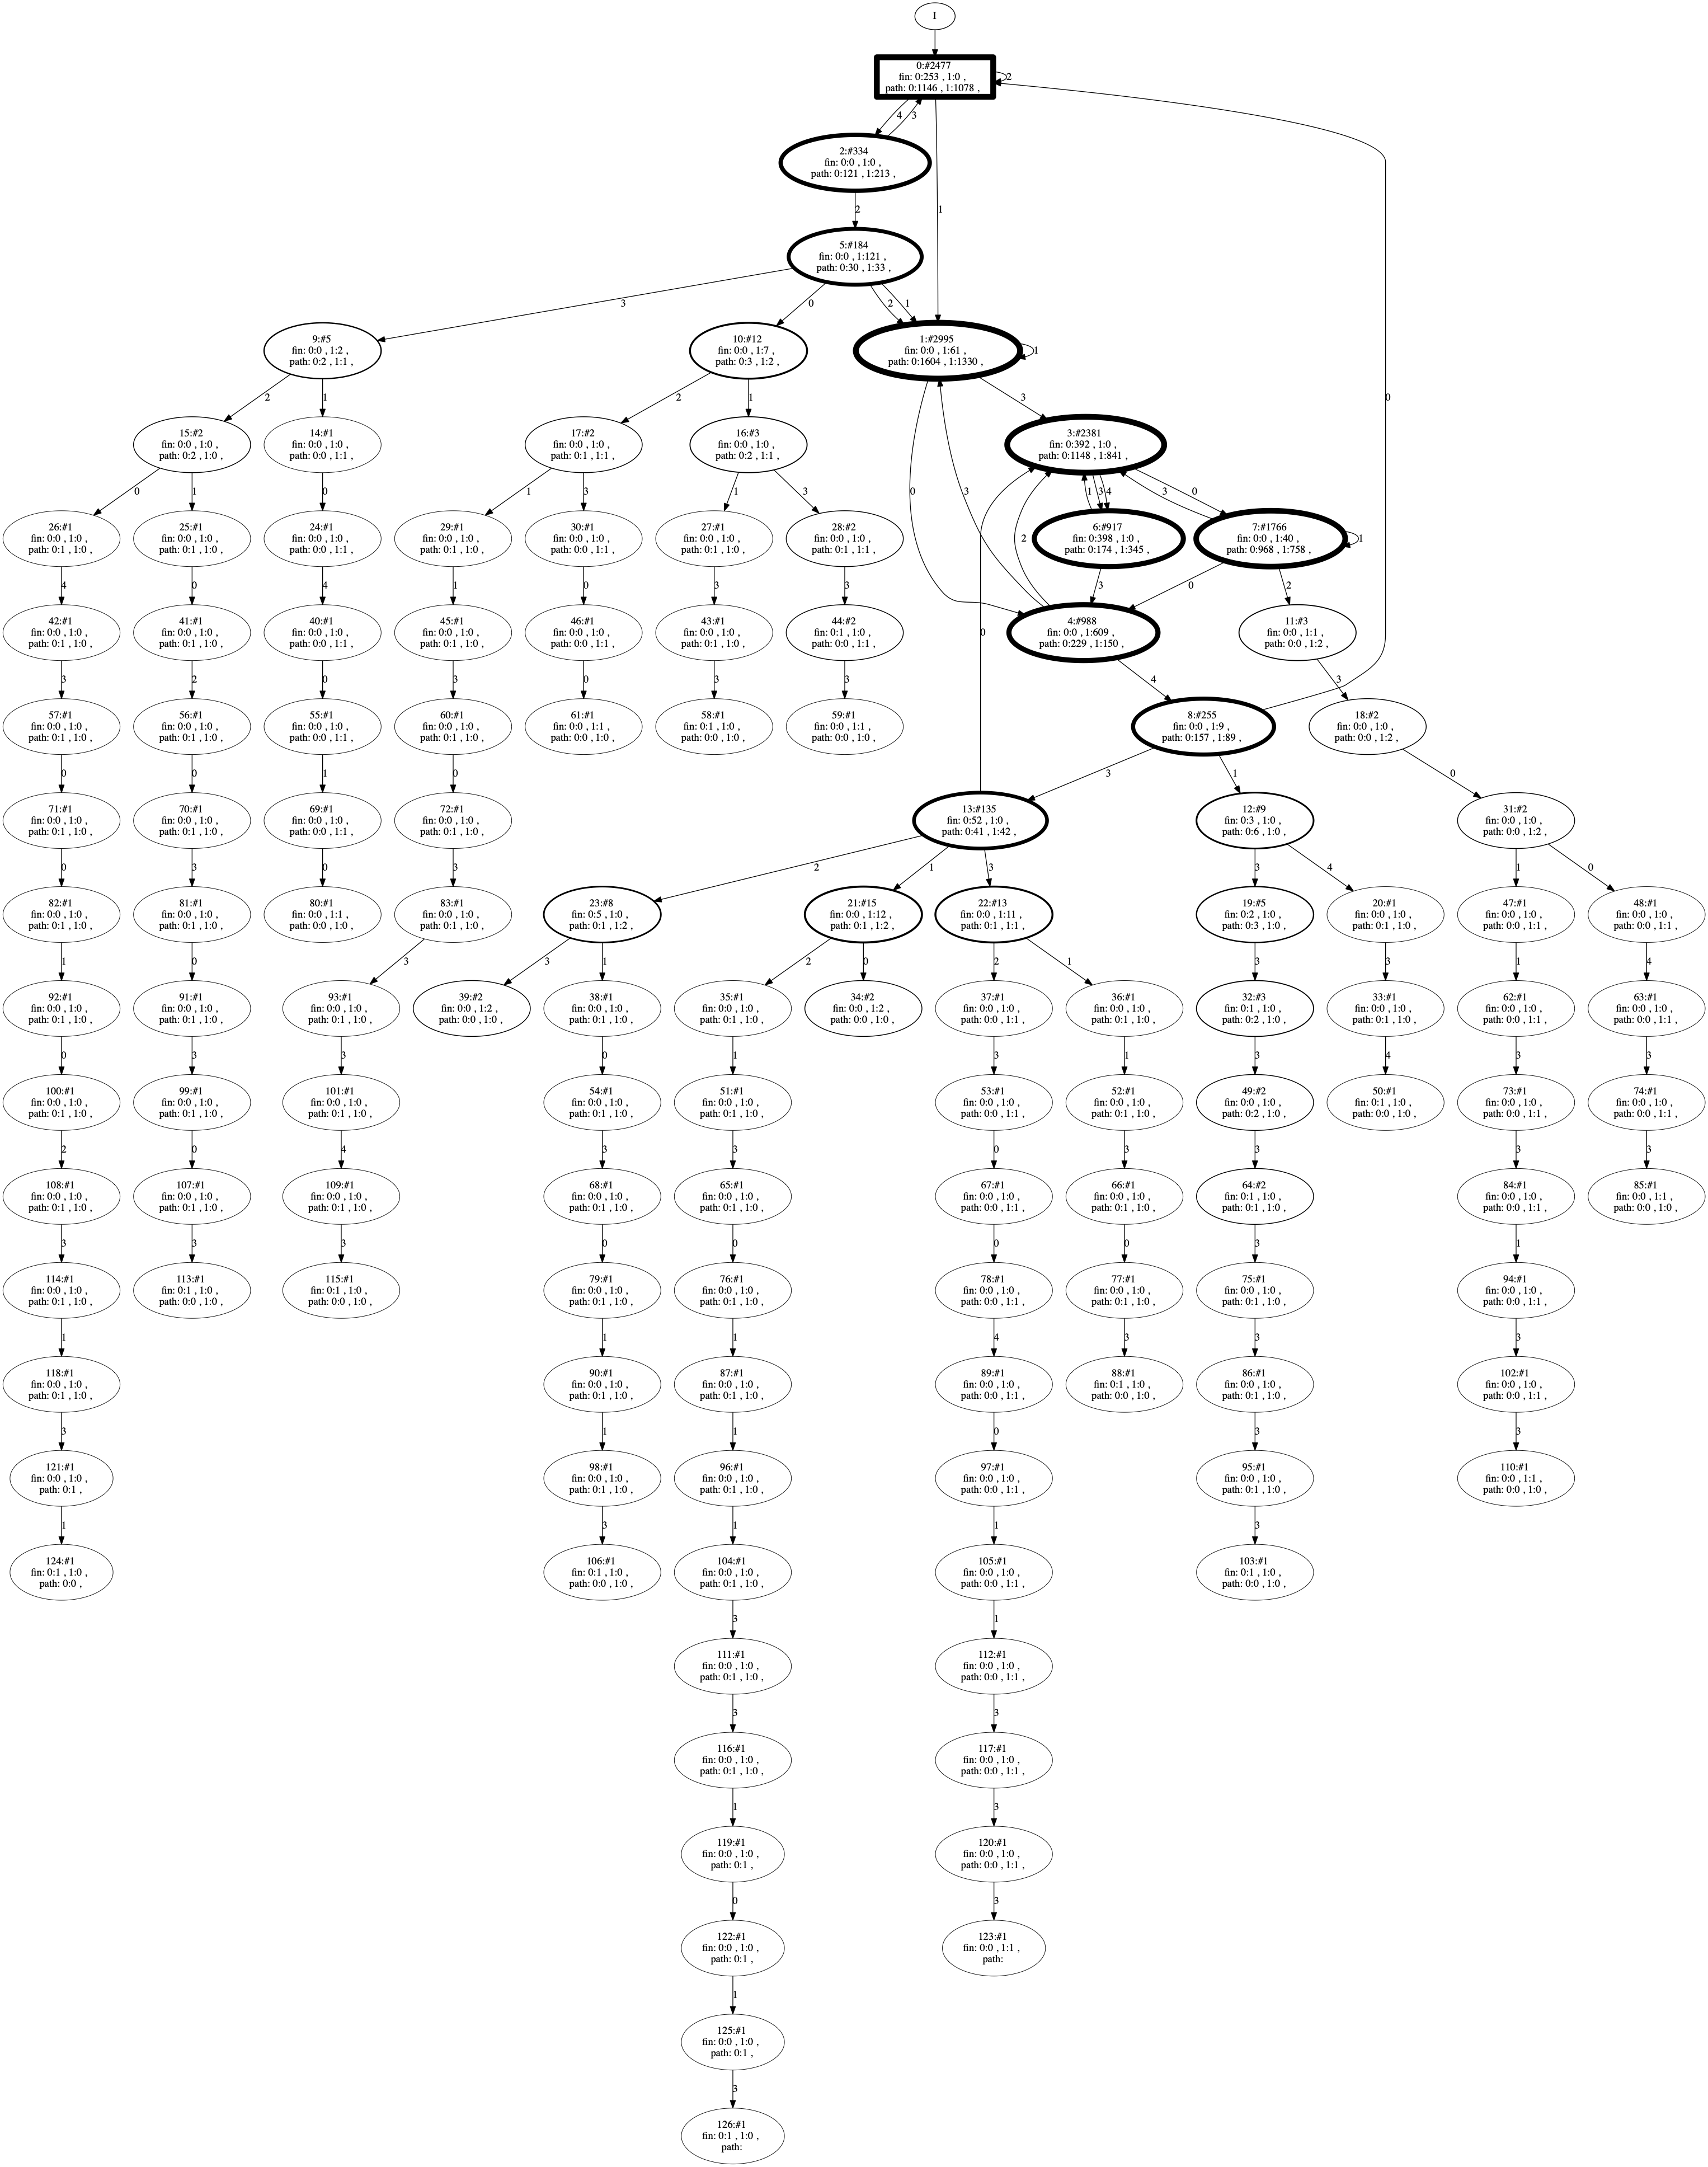 I
0:#2477
fin: 0:253 , 1:0 ,
path: 0:1146 , 1:1078 ,
2
4
3
2:#334
fin: 0:0 , 1:0 ,
path: 0:121 , 1:213 ,
2
1
5:#184
fin: 0:0 , 1:121 ,
path: 0:30 , 1:33 ,
3
0
2
1
9:#5
fin: 0:0 , 1:2 ,
path: 0:2 , 1:1 ,
10:#12
fin: 0:0 , 1:7 ,
path: 0:3 , 1:2 ,
1:#2995
fin: 0:0 , 1:61 ,
path: 0:1604 , 1:1330 ,
1
2
1
2
1
3
0
15:#2
fin: 0:0 , 1:0 ,
path: 0:2 , 1:0 ,
14:#1
fin: 0:0 , 1:0 ,
path: 0:0 , 1:1 ,
17:#2
fin: 0:0 , 1:0 ,
path: 0:1 , 1:1 ,
16:#3
fin: 0:0 , 1:0 ,
path: 0:2 , 1:1 ,
3:#2381
fin: 0:392 , 1:0 ,
path: 0:1148 , 1:841 ,
0
1
0
1
3
1
3
0
3
1
3
4
3
0
26:#1
fin: 0:0 , 1:0 ,
path: 0:1 , 1:0 ,
25:#1
fin: 0:0 , 1:0 ,
path: 0:1 , 1:0 ,
24:#1
fin: 0:0 , 1:0 ,
path: 0:0 , 1:1 ,
29:#1
fin: 0:0 , 1:0 ,
path: 0:1 , 1:0 ,
30:#1
fin: 0:0 , 1:0 ,
path: 0:0 , 1:1 ,
27:#1
fin: 0:0 , 1:0 ,
path: 0:1 , 1:0 ,
28:#2
fin: 0:0 , 1:0 ,
path: 0:1 , 1:1 ,
2
6:#917
fin: 0:398 , 1:0 ,
path: 0:174 , 1:345 ,
7:#1766
fin: 0:0 , 1:40 ,
path: 0:968 , 1:758 ,
1
4
0
4
1
0
3
3
3
0
2
42:#1
fin: 0:0 , 1:0 ,
path: 0:1 , 1:0 ,
41:#1
fin: 0:0 , 1:0 ,
path: 0:1 , 1:0 ,
40:#1
fin: 0:0 , 1:0 ,
path: 0:0 , 1:1 ,
45:#1
fin: 0:0 , 1:0 ,
path: 0:1 , 1:0 ,
46:#1
fin: 0:0 , 1:0 ,
path: 0:0 , 1:1 ,
43:#1
fin: 0:0 , 1:0 ,
path: 0:1 , 1:0 ,
44:#2
fin: 0:1 , 1:0 ,
path: 0:0 , 1:1 ,
0
4:#988
fin: 0:0 , 1:609 ,
path: 0:229 , 1:150 ,
11:#3
fin: 0:0 , 1:1 ,
path: 0:0 , 1:2 ,
3
2
0
3
0
3
3
4
3
57:#1
fin: 0:0 , 1:0 ,
path: 0:1 , 1:0 ,
56:#1
fin: 0:0 , 1:0 ,
path: 0:1 , 1:0 ,
55:#1
fin: 0:0 , 1:0 ,
path: 0:0 , 1:1 ,
60:#1
fin: 0:0 , 1:0 ,
path: 0:1 , 1:0 ,
61:#1
fin: 0:0 , 1:1 ,
path: 0:0 , 1:0 ,
58:#1
fin: 0:1 , 1:0 ,
path: 0:0 , 1:0 ,
59:#1
fin: 0:0 , 1:1 ,
path: 0:0 , 1:0 ,
8:#255
fin: 0:0 , 1:9 ,
path: 0:157 , 1:89 ,
18:#2
fin: 0:0 , 1:0 ,
path: 0:0 , 1:2 ,
0
0
1
0
3
1
0
71:#1
fin: 0:0 , 1:0 ,
path: 0:1 , 1:0 ,
70:#1
fin: 0:0 , 1:0 ,
path: 0:1 , 1:0 ,
69:#1
fin: 0:0 , 1:0 ,
path: 0:0 , 1:1 ,
72:#1
fin: 0:0 , 1:0 ,
path: 0:1 , 1:0 ,
13:#135
fin: 0:52 , 1:0 ,
path: 0:41 , 1:42 ,
12:#9
fin: 0:3 , 1:0 ,
path: 0:6 , 1:0 ,
31:#2
fin: 0:0 , 1:0 ,
path: 0:0 , 1:2 ,
0
3
0
3
2
1
3
3
4
1
0
82:#1
fin: 0:0 , 1:0 ,
path: 0:1 , 1:0 ,
81:#1
fin: 0:0 , 1:0 ,
path: 0:1 , 1:0 ,
80:#1
fin: 0:0 , 1:1 ,
path: 0:0 , 1:0 ,
83:#1
fin: 0:0 , 1:0 ,
path: 0:1 , 1:0 ,
23:#8
fin: 0:5 , 1:0 ,
path: 0:1 , 1:2 ,
21:#15
fin: 0:0 , 1:12 ,
path: 0:1 , 1:2 ,
22:#13
fin: 0:0 , 1:11 ,
path: 0:1 , 1:1 ,
19:#5
fin: 0:2 , 1:0 ,
path: 0:3 , 1:0 ,
20:#1
fin: 0:0 , 1:0 ,
path: 0:1 , 1:0 ,
47:#1
fin: 0:0 , 1:0 ,
path: 0:0 , 1:1 ,
48:#1
fin: 0:0 , 1:0 ,
path: 0:0 , 1:1 ,
1
0
3
3
1
2
0
2
1
3
3
1
4
92:#1
fin: 0:0 , 1:0 ,
path: 0:1 , 1:0 ,
91:#1
fin: 0:0 , 1:0 ,
path: 0:1 , 1:0 ,
93:#1
fin: 0:0 , 1:0 ,
path: 0:1 , 1:0 ,
39:#2
fin: 0:0 , 1:2 ,
path: 0:0 , 1:0 ,
38:#1
fin: 0:0 , 1:0 ,
path: 0:1 , 1:0 ,
35:#1
fin: 0:0 , 1:0 ,
path: 0:1 , 1:0 ,
34:#2
fin: 0:0 , 1:2 ,
path: 0:0 , 1:0 ,
37:#1
fin: 0:0 , 1:0 ,
path: 0:0 , 1:1 ,
36:#1
fin: 0:0 , 1:0 ,
path: 0:1 , 1:0 ,
32:#3
fin: 0:1 , 1:0 ,
path: 0:2 , 1:0 ,
33:#1
fin: 0:0 , 1:0 ,
path: 0:1 , 1:0 ,
62:#1
fin: 0:0 , 1:0 ,
path: 0:0 , 1:1 ,
63:#1
fin: 0:0 , 1:0 ,
path: 0:0 , 1:1 ,
0
3
3
0
1
3
1
3
4
3
3
100:#1
fin: 0:0 , 1:0 ,
path: 0:1 , 1:0 ,
99:#1
fin: 0:0 , 1:0 ,
path: 0:1 , 1:0 ,
101:#1
fin: 0:0 , 1:0 ,
path: 0:1 , 1:0 ,
54:#1
fin: 0:0 , 1:0 ,
path: 0:1 , 1:0 ,
51:#1
fin: 0:0 , 1:0 ,
path: 0:1 , 1:0 ,
53:#1
fin: 0:0 , 1:0 ,
path: 0:0 , 1:1 ,
52:#1
fin: 0:0 , 1:0 ,
path: 0:1 , 1:0 ,
49:#2
fin: 0:0 , 1:0 ,
path: 0:2 , 1:0 ,
50:#1
fin: 0:1 , 1:0 ,
path: 0:0 , 1:0 ,
73:#1
fin: 0:0 , 1:0 ,
path: 0:0 , 1:1 ,
74:#1
fin: 0:0 , 1:0 ,
path: 0:0 , 1:1 ,
2
0
4
3
3
0
3
3
3
3
108:#1
fin: 0:0 , 1:0 ,
path: 0:1 , 1:0 ,
107:#1
fin: 0:0 , 1:0 ,
path: 0:1 , 1:0 ,
109:#1
fin: 0:0 , 1:0 ,
path: 0:1 , 1:0 ,
68:#1
fin: 0:0 , 1:0 ,
path: 0:1 , 1:0 ,
65:#1
fin: 0:0 , 1:0 ,
path: 0:1 , 1:0 ,
67:#1
fin: 0:0 , 1:0 ,
path: 0:0 , 1:1 ,
66:#1
fin: 0:0 , 1:0 ,
path: 0:1 , 1:0 ,
64:#2
fin: 0:1 , 1:0 ,
path: 0:1 , 1:0 ,
84:#1
fin: 0:0 , 1:0 ,
path: 0:0 , 1:1 ,
85:#1
fin: 0:0 , 1:1 ,
path: 0:0 , 1:0 ,
3
3
3
0
0
0
0
3
1
114:#1
fin: 0:0 , 1:0 ,
path: 0:1 , 1:0 ,
113:#1
fin: 0:1 , 1:0 ,
path: 0:0 , 1:0 ,
115:#1
fin: 0:1 , 1:0 ,
path: 0:0 , 1:0 ,
79:#1
fin: 0:0 , 1:0 ,
path: 0:1 , 1:0 ,
76:#1
fin: 0:0 , 1:0 ,
path: 0:1 , 1:0 ,
78:#1
fin: 0:0 , 1:0 ,
path: 0:0 , 1:1 ,
77:#1
fin: 0:0 , 1:0 ,
path: 0:1 , 1:0 ,
75:#1
fin: 0:0 , 1:0 ,
path: 0:1 , 1:0 ,
94:#1
fin: 0:0 , 1:0 ,
path: 0:0 , 1:1 ,
1
1
1
4
3
3
3
118:#1
fin: 0:0 , 1:0 ,
path: 0:1 , 1:0 ,
90:#1
fin: 0:0 , 1:0 ,
path: 0:1 , 1:0 ,
87:#1
fin: 0:0 , 1:0 ,
path: 0:1 , 1:0 ,
89:#1
fin: 0:0 , 1:0 ,
path: 0:0 , 1:1 ,
88:#1
fin: 0:1 , 1:0 ,
path: 0:0 , 1:0 ,
86:#1
fin: 0:0 , 1:0 ,
path: 0:1 , 1:0 ,
102:#1
fin: 0:0 , 1:0 ,
path: 0:0 , 1:1 ,
3
1
1
0
3
3
121:#1
fin: 0:0 , 1:0 ,
path: 0:1 ,
98:#1
fin: 0:0 , 1:0 ,
path: 0:1 , 1:0 ,
96:#1
fin: 0:0 , 1:0 ,
path: 0:1 , 1:0 ,
97:#1
fin: 0:0 , 1:0 ,
path: 0:0 , 1:1 ,
95:#1
fin: 0:0 , 1:0 ,
path: 0:1 , 1:0 ,
110:#1
fin: 0:0 , 1:1 ,
path: 0:0 , 1:0 ,
1
3
1
1
3
124:#1
fin: 0:1 , 1:0 ,
path: 0:0 ,
106:#1
fin: 0:1 , 1:0 ,
path: 0:0 , 1:0 ,
104:#1
fin: 0:0 , 1:0 ,
path: 0:1 , 1:0 ,
105:#1
fin: 0:0 , 1:0 ,
path: 0:0 , 1:1 ,
103:#1
fin: 0:1 , 1:0 ,
path: 0:0 , 1:0 ,
3
1
111:#1
fin: 0:0 , 1:0 ,
path: 0:1 , 1:0 ,
112:#1
fin: 0:0 , 1:0 ,
path: 0:0 , 1:1 ,
3
3
116:#1
fin: 0:0 , 1:0 ,
path: 0:1 , 1:0 ,
117:#1
fin: 0:0 , 1:0 ,
path: 0:0 , 1:1 ,
1
3
119:#1
fin: 0:0 , 1:0 ,
path: 0:1 ,
120:#1
fin: 0:0 , 1:0 ,
path: 0:0 , 1:1 ,
0
3
122:#1
fin: 0:0 , 1:0 ,
path: 0:1 ,
123:#1
fin: 0:0 , 1:1 ,
path:
1
125:#1
fin: 0:0 , 1:0 ,
path: 0:1 ,
3
126:#1
fin: 0:1 , 1:0 ,
path: